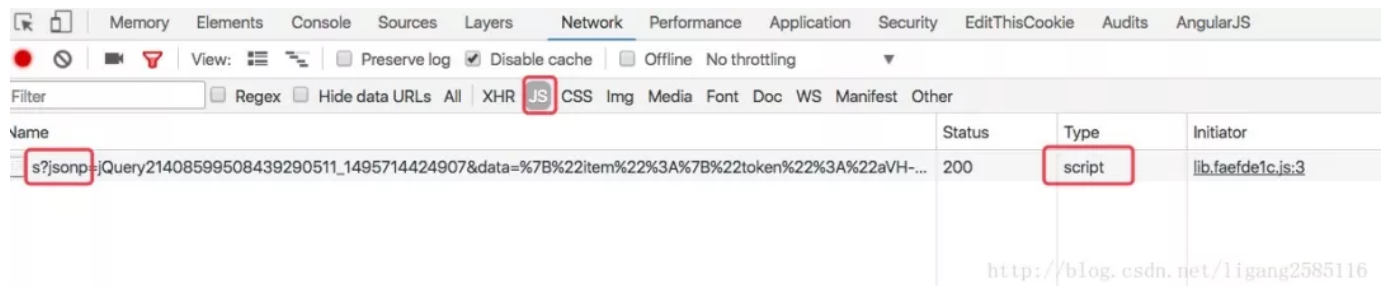 Memory Elements Console Sources Layers Network Performance Application Security EditThisCookie Audits AngularJS
View: Preserve log Disable cache Offline No throttling ▼
Filter Regex Hide data URLs All XHR JS CSS Img Media Font Doc WS Manifest Other
Name Status Type Initiator
s?jsonp=jQuery21408599508439290511_1495714424907&data=%7B%22item%22%3A%7B%22token%22%3A%22aVH-... 200 script lib.faefde1c.js:3
http://blog.csdn.net/ligang2585116